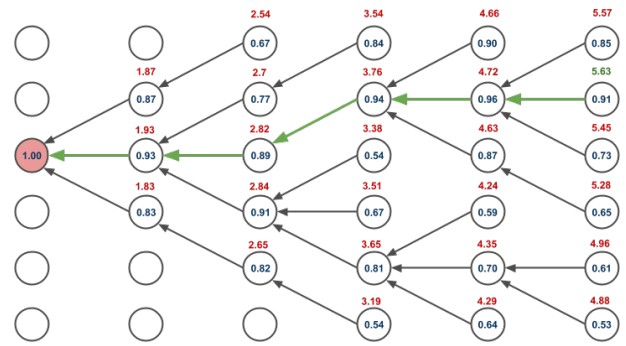 2.54 3.54 4.66 5.57
0.67 0.84 0.90 0.85
1.87 2.7 3.76 4.72 5.63
0.87 0.77 0.94 0.96 0.91
1.93 2.82 3.38 4.63 5.45
1.00 0.93 0.89 0.54 0.87 0.73
1.83 2.84 3.51 4.24 5.28
0.83 0.91 0.67 0.59 0.65
2.65 3.65 4.35 4.96
0.82 0.81 0.70 0.61
3.19 4.29 4.88
0.54 0.64 0.53